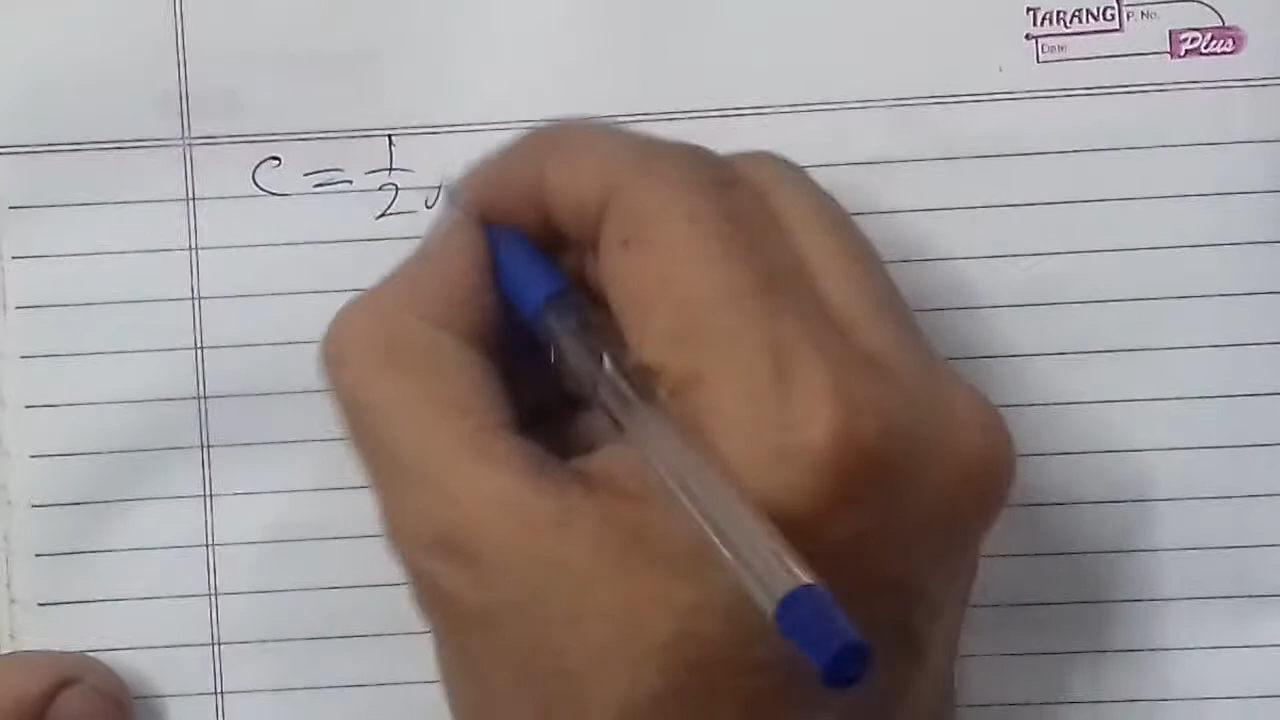 TARANG P. No.
Date Plus
C = 1/2